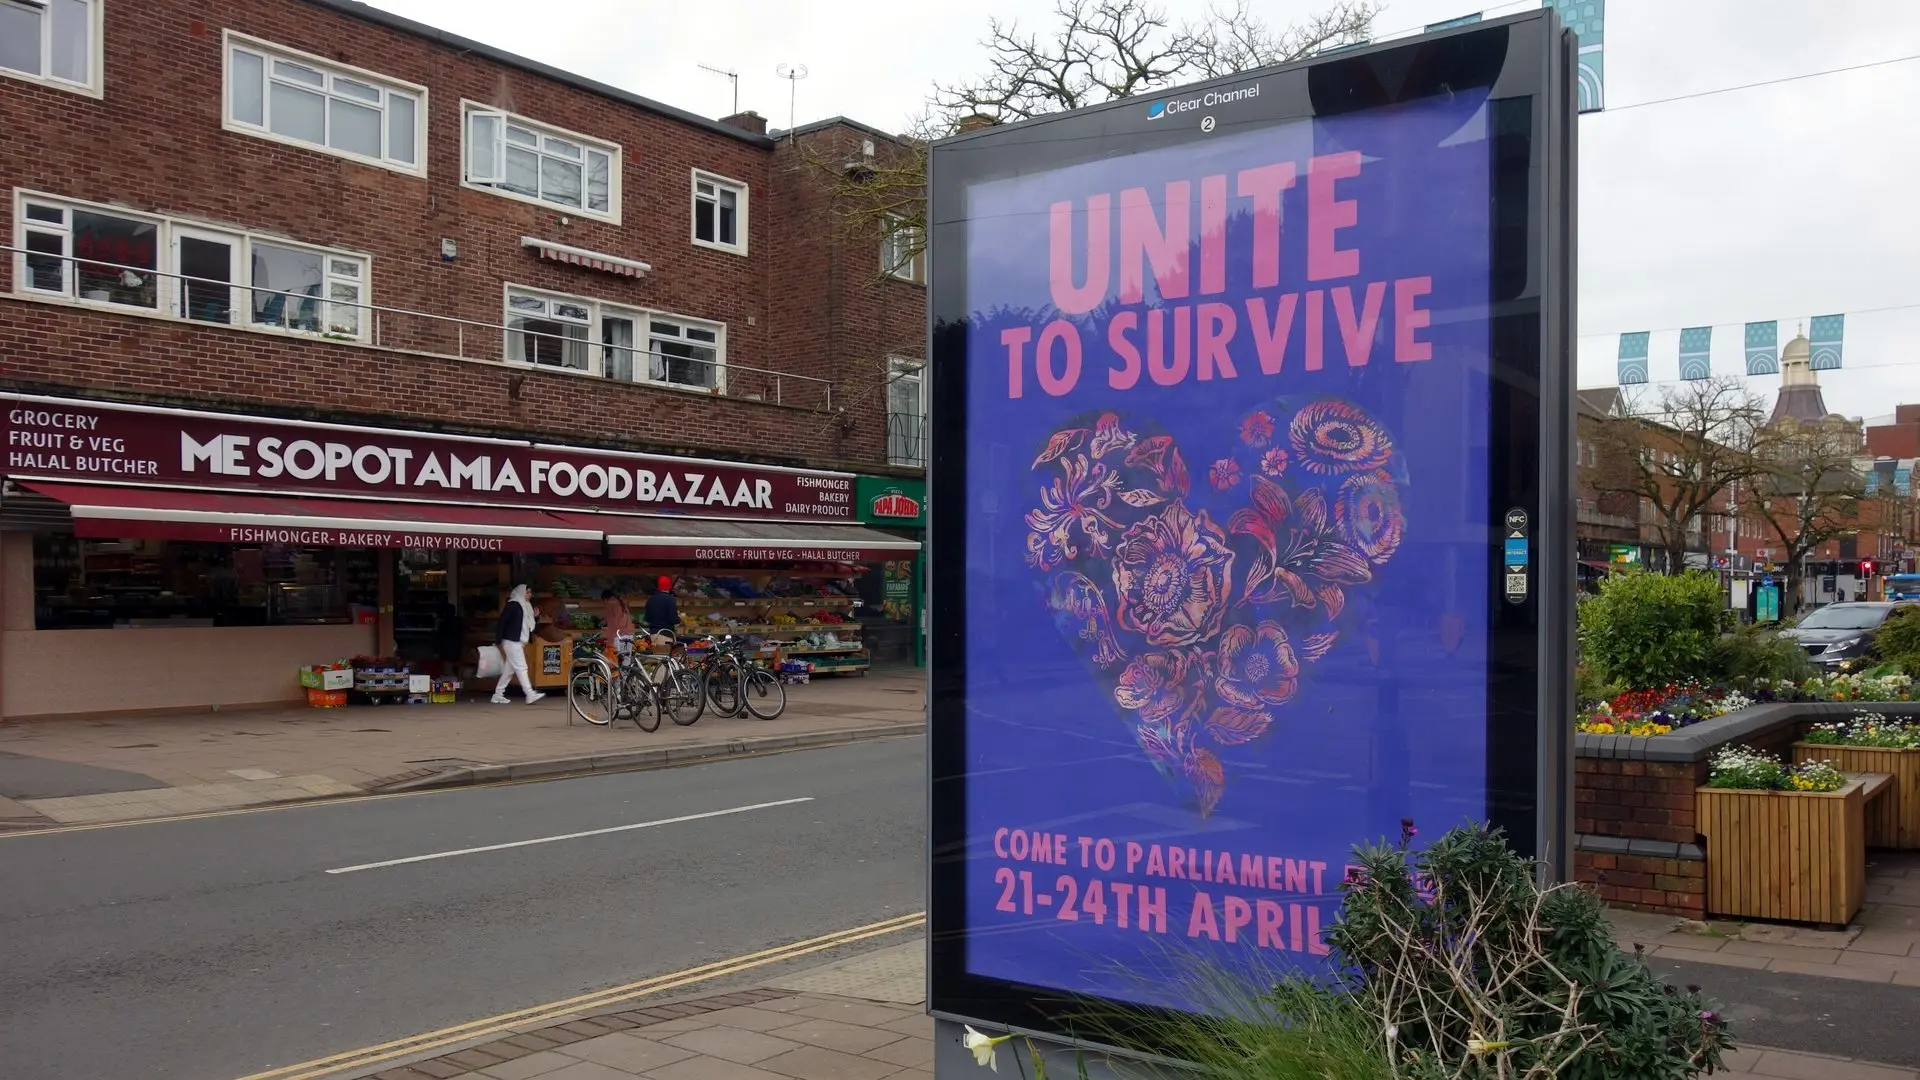 GROCERY
FRUIT & VEG
HALAL BUTCHER
MESOPOTAMIA FOOD BAZAAR
FISHMONGER
BAKERY
DAIRY PRODUCT
FISHMONGER- BAKERY - DAIRY PRODUCT
GROCERY - FRUIT & VEG - HALAL BUTCHER
PIZZA
PAPA JOHNS
Clear Channel
2
UNITE
TO SURVIVE
COME TO PARLIAMENT
21-24TH APRIL
NFC